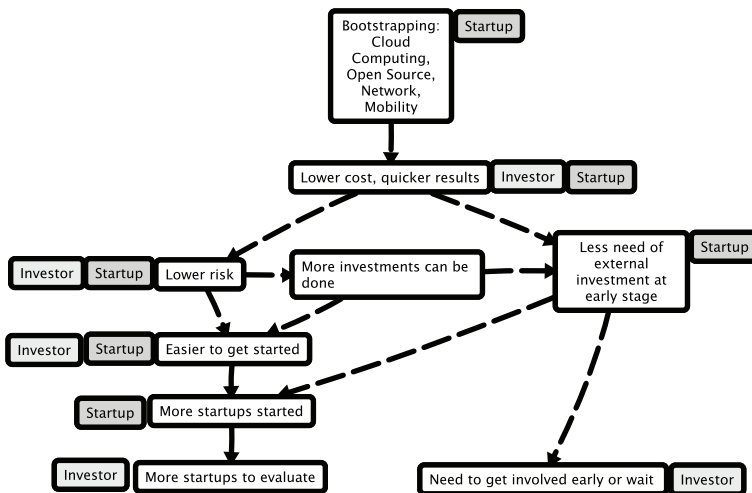 Bootstrapping:
Cloud
Computing,
Open Source,
Network,
Mobility
Startup
Lower cost, quicker results
Investor
Startup
Investor
Startup
Lower risk
More investments can be
done
Less need of
external
investment at
early stage
Startup
Investor
Startup
Easier to get started
Startup
More startups started
Investor
More startups to evaluate
Need to get involved early or wait
Investor